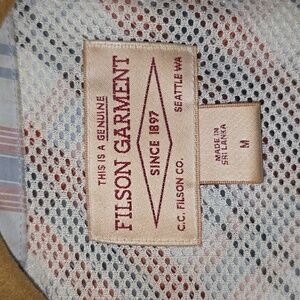 THIS IS A GENUINE
FILSON GARMENT
SINCE 1897
C.C. FILSON CO. SEATTLE WA
MADE IN
SRI LANKA
M